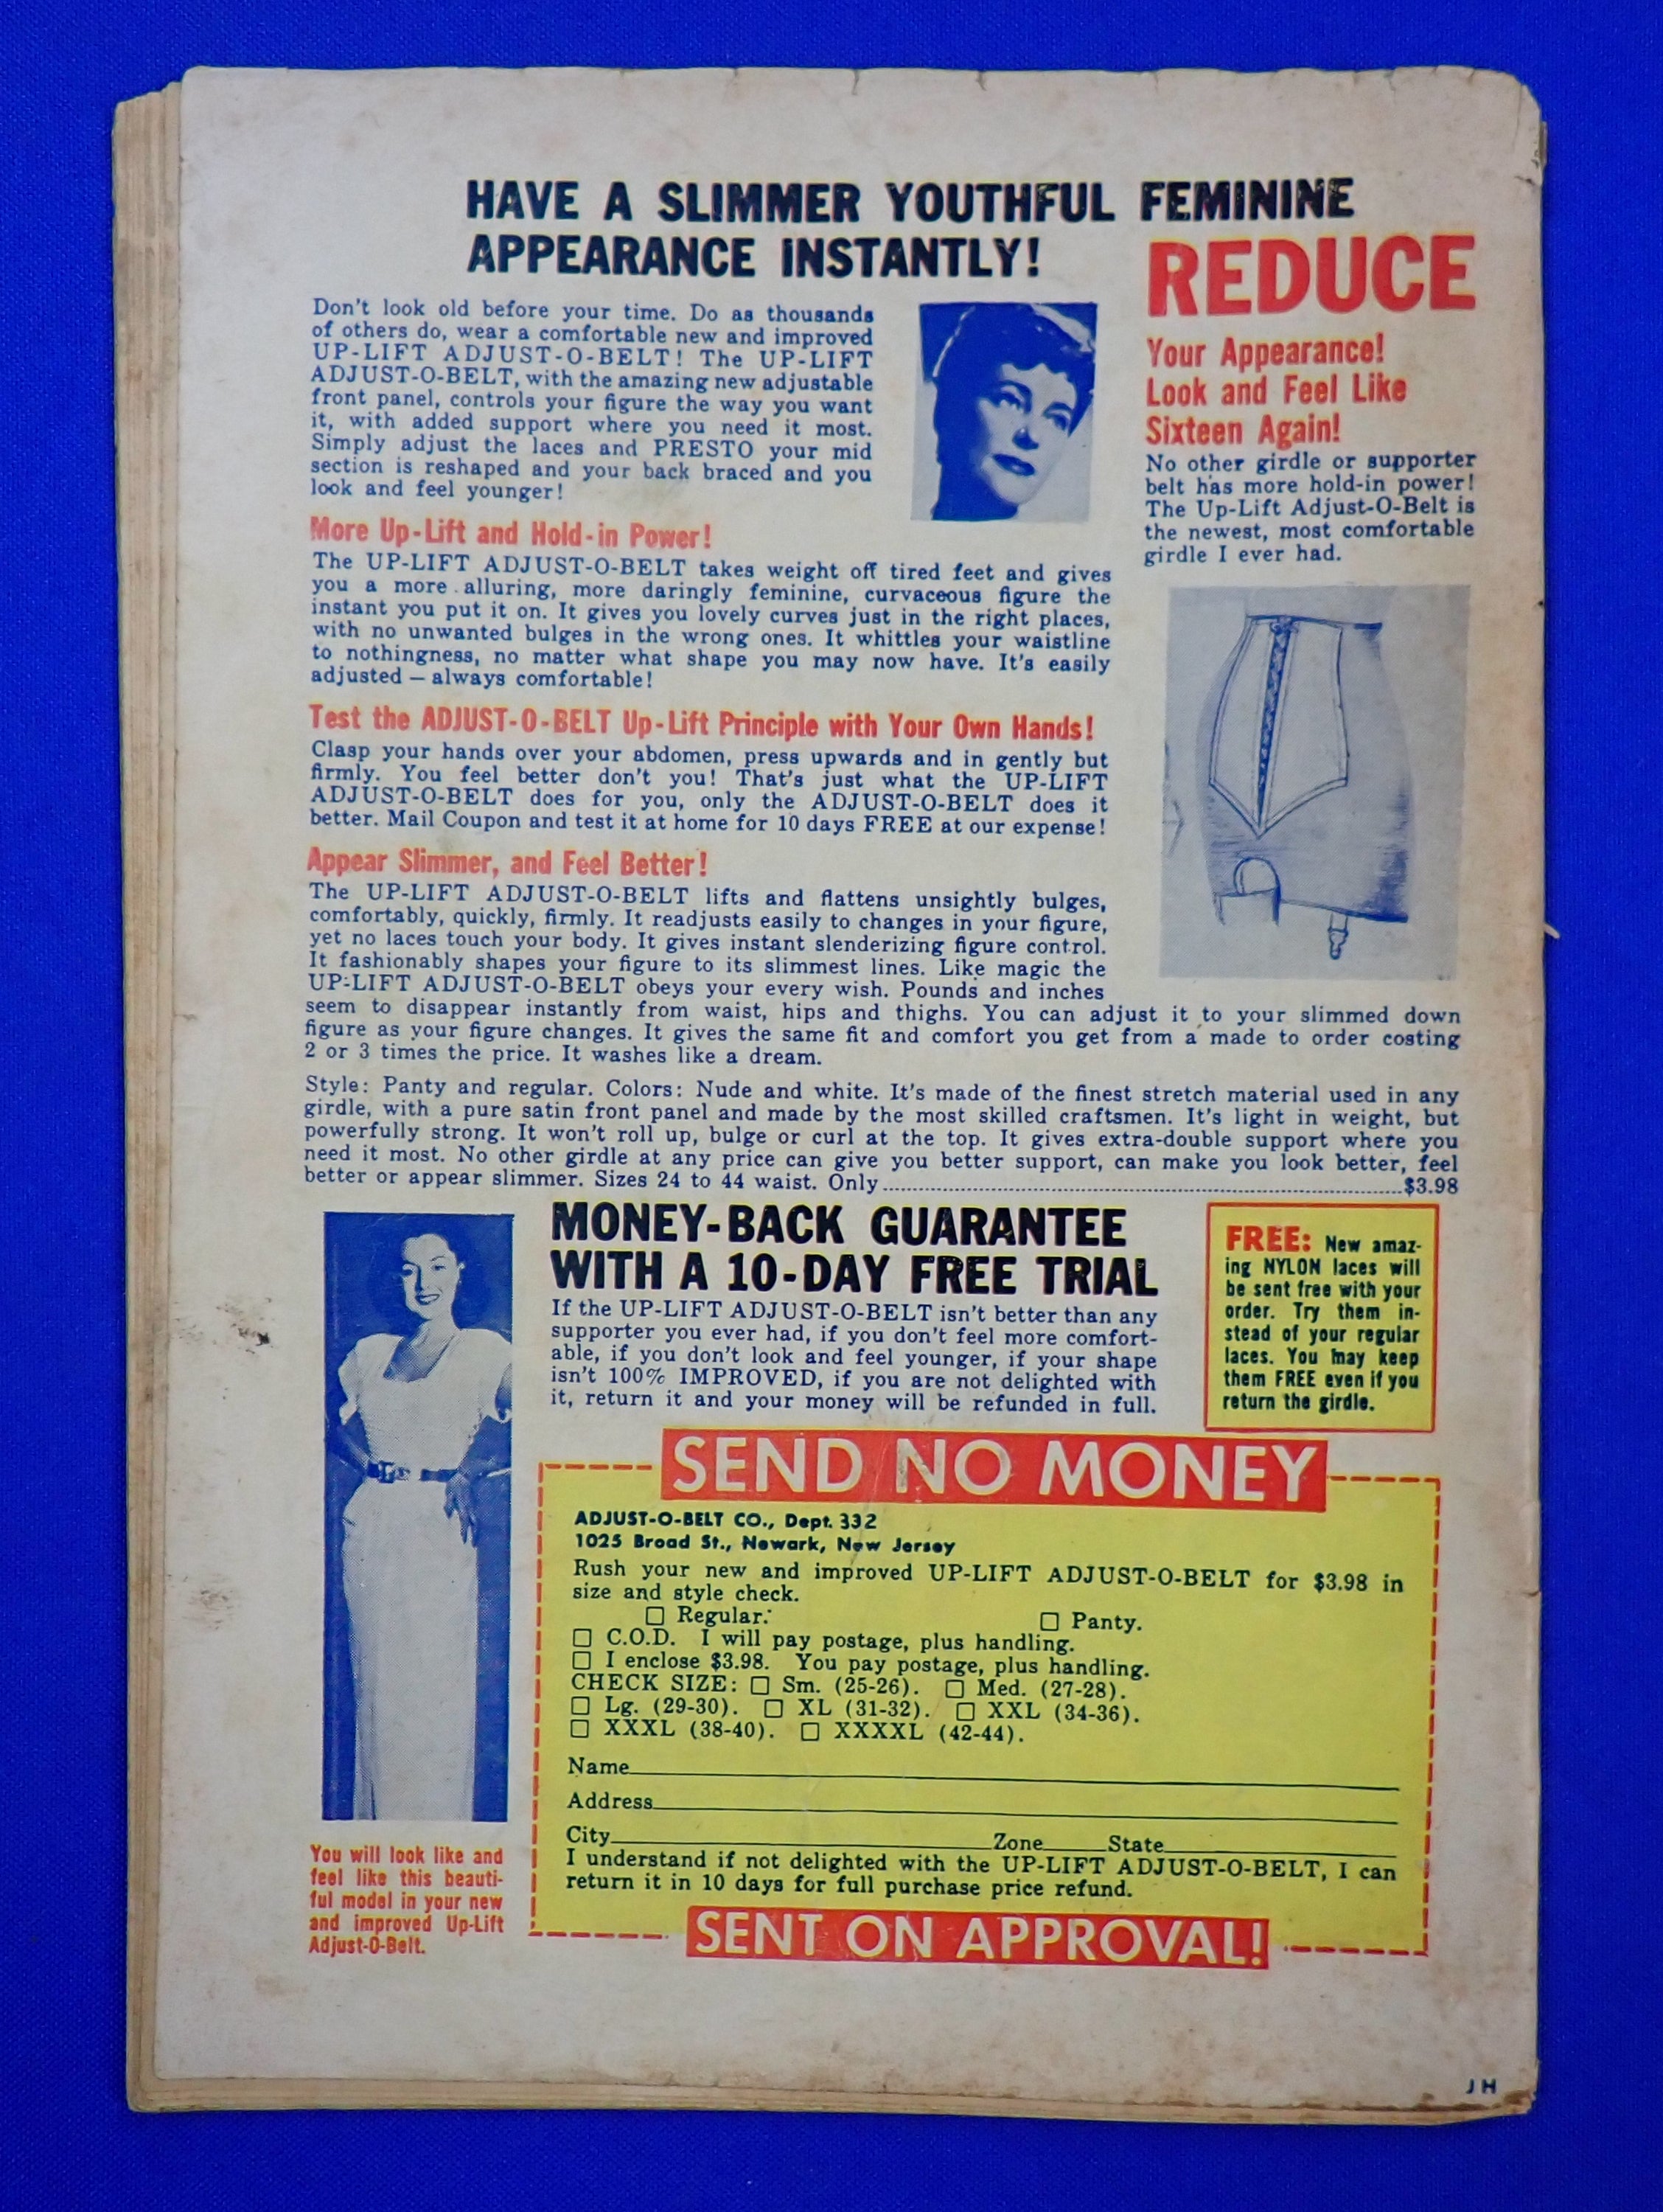 HAVE A SLIMMER YOUTHFUL FEMININE
APPEARANCE INSTANTLY!
Don't look old before your time. Do as thousands
of others do, wear a comfortable new and improved
UP-LIFT ADJUST-O-BELT! The UP-LIFT
ADJUST-O-BELT, with the amazing new adjustable
front panel, controls your figure the way you want
it, with added support where you need it most.
Simply adjust the laces and PRESTO your mid
section is reshaped and your back braced and you
look and feel younger!
REDUCE
Your Appearance!
Look and Feel Like
Sixteen Again!
No other girdle or supporter
belt has more hold-in power!
The Up-Lift Adjust-O-Belt is
the newest, most comfortable
girdle I ever had.
More Up-Lift and Hold-in Power!
The UP-LIFT ADJUST-O-BELT takes weight off tired feet and gives
you a more alluring, more daringly feminine, curvaceous figure the
instant you put it on. It gives you lovely curves just in the right places,
with no unwanted bulges in the wrong ones. It whittles your waistline
to nothingness, no matter what shape you may now have. It's easily
adjusted — always comfortable!
Test the ADJUST-O-BELT Up-Lift Principle with Your Own Hands!
Clasp your hands over your abdomen, press upwards and in gently but
firmly. You feel better don't you! That's just what the UP-LIFT
ADJUST-O-BELT does for you, only the ADJUST-O-BELT does it
better. Mail Coupon and test it at home for 10 days FREE at our expense!
Appear Slimmer, and Feel Better!
The UP-LIFT ADJUST-O-BELT lifts and flattens unsightly bulges,
comfortably, quickly, firmly. It readjusts easily to changes in your figure,
yet no laces touch your body. It gives instant slenderizing figure control.
It fashionably shapes your figure to its slimmest lines. Like magic the
UP-LIFT ADJUST-O-BELT obeys your every wish. Pounds and inches
seem to disappear instantly from waist, hips and thighs. You can adjust it to your slimmed down
figure as your figure changes. It gives the same fit and comfort you get from a made to order costing
2 or 3 times the price. It washes like a dream.
Style: Panty and regular. Colors: Nude and white. It's made of the finest stretch material used in any
girdle, with a pure satin front panel and made by the most skilled craftsmen. It's light in weight, but
powerfully strong. It won't roll up, bulge or curl at the top. It gives extra-double support where you
need it most. No other girdle at any price can give you better support, can make you look better, feel
better or appear slimmer. Sizes 24 to 44 waist. Only........$3.98
MONEY-BACK GUARANTEE
WITH A 10-DAY FREE TRIAL
If the UP-LIFT ADJUST-O-BELT isn't better than any
supporter you ever had, if you don't feel more comfort-
able, if you don't look and feel younger, if your shape
isn't 100% IMPROVED, if you are not delighted with
it, return it and your money will be refunded in full.
FREE: New amaz-
ing NYLON laces will
be sent free with your
order. Try them in-
stead of your regular
laces. You may keep
them FREE even if you
return the girdle.
SEND NO MONEY
ADJUST-O-BELT CO., Dept. 332
1025 Broad St., Newark, New Jersey
Rush your new and improved UP-LIFT ADJUST-O-BELT for $3.98 in
size and style check.
☐ Regular. ☐ Panty.
☐ C.O.D. I will pay postage, plus handling.
☐ I enclose $3.98. You pay postage, plus handling.
CHECK SIZE: ☐ Sm. (25-26). ☐ Med. (27-28).
☐ Lg. (29-30). ☐ XL (31-32). ☐ XXL (34-36).
☐ XXXL (38-40). ☐ XXXXL (42-44).
Name
Address
City Zone State
I understand if not delighted with the UP-LIFT ADJUST-O-BELT, I can
return it in 10 days for full purchase price refund.
SENT ON APPROVAL!
You will look like and
feel like this beauti-
ful model in your new
and improved Up-Lift
Adjust-O-Belt.
J H